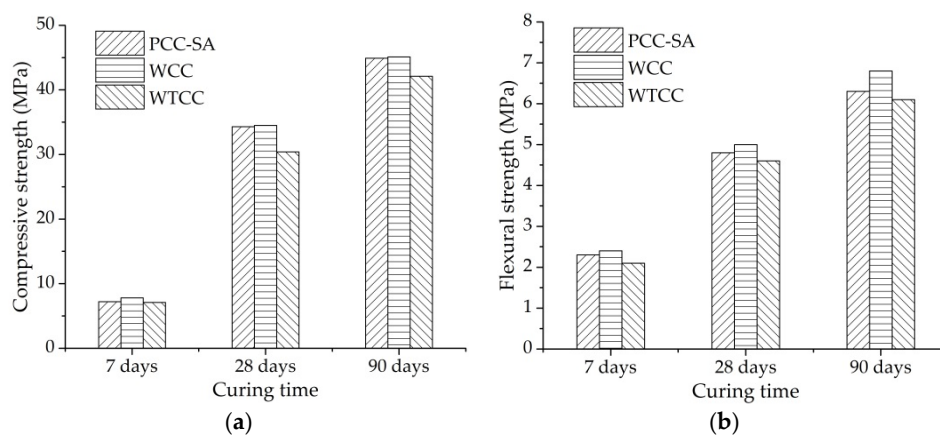 50
40
30
20
10
0
Compressive strength (MPa)
PCC-SA
WCC
WTCC
7 days
28 days
90 days
Curing time
(a)
8
7
6
5
4
3
2
1
0
Flexural strength (MPa)
PCC-SA
WCC
WTCC
7 days
28 days
90 days
Curing time
(b)